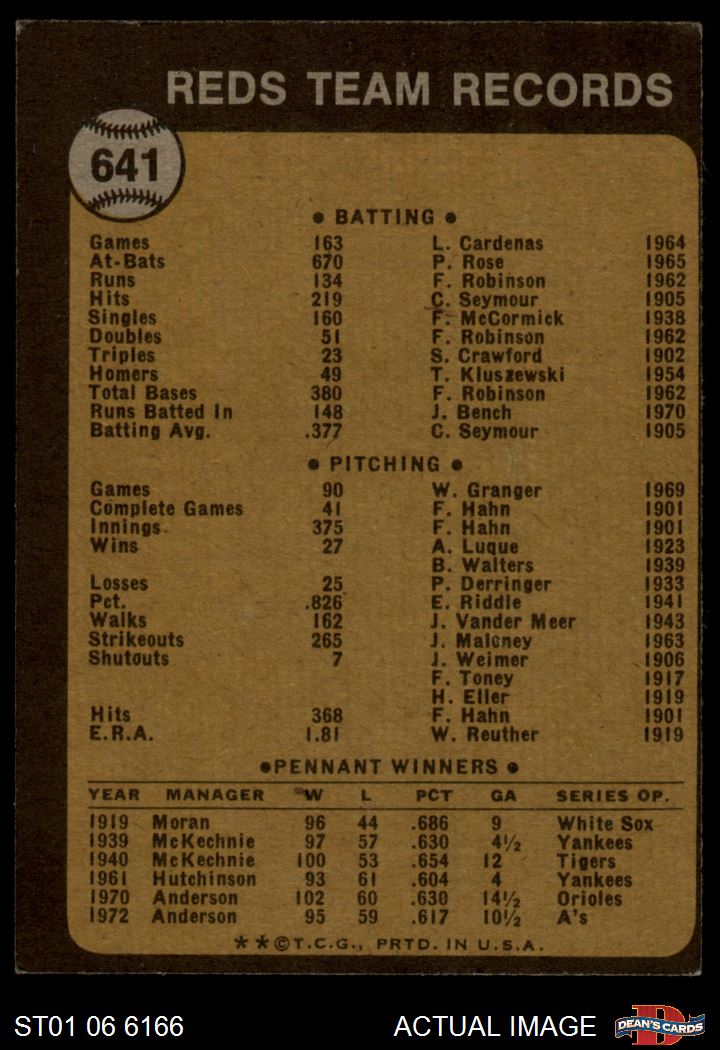 REDS TEAM RECORDS
641
● BATTING ●
Games 163 L. Cardenas 1964
At-Bats 670 P. Rose 1965
Runs 134 F. Robinson 1962
Hits 219 C. Seymour 1905
Singles 160 F. McCormick 1938
Doubles 51 F. Robinson 1962
Triples 23 S. Crawford 1902
Homers 49 T. Kluszewski 1954
Total Bases 380 F. Robinson 1962
Runs Batted In 148 J. Bench 1970
Batting Avg. .377 C. Seymour 1905
● PITCHING ●
Games 90 W. Granger 1969
Complete Games 41 F. Hahn 1901
Innings 375 F. Hahn 1901
Wins 27 A. Luque 1923
B. Walters 1939
Losses 25 P. Derringer 1933
Pct. .826 E. Riddle 1941
Walks 162 J. Vander Meer 1943
Strikeouts 265 J. Maloney 1963
Shutouts 7 J. Weimer 1906
F. Toney 1917
H. Eller 1919
Hits 368 F. Hahn 1901
E.R.A. 1.81 W. Reuther 1919
●PENNANT WINNERS ●
YEAR MANAGER W L PCT GA SERIES OP.
1919 Moran 96 44 .686 9 White Sox
1939 McKechnie 97 57 .630 4½ Yankees
1940 McKechnie 100 53 .654 12 Tigers
1961 Hutchinson 93 61 .604 4 Yankees
1970 Anderson 102 60 .630 14½ Orioles
1972 Anderson 95 59 .617 10½ A's
★★©T.C.G., PRTD. IN U.S.A.
ST01 06 6166 ACTUAL IMAGE DEAN'S CARDS